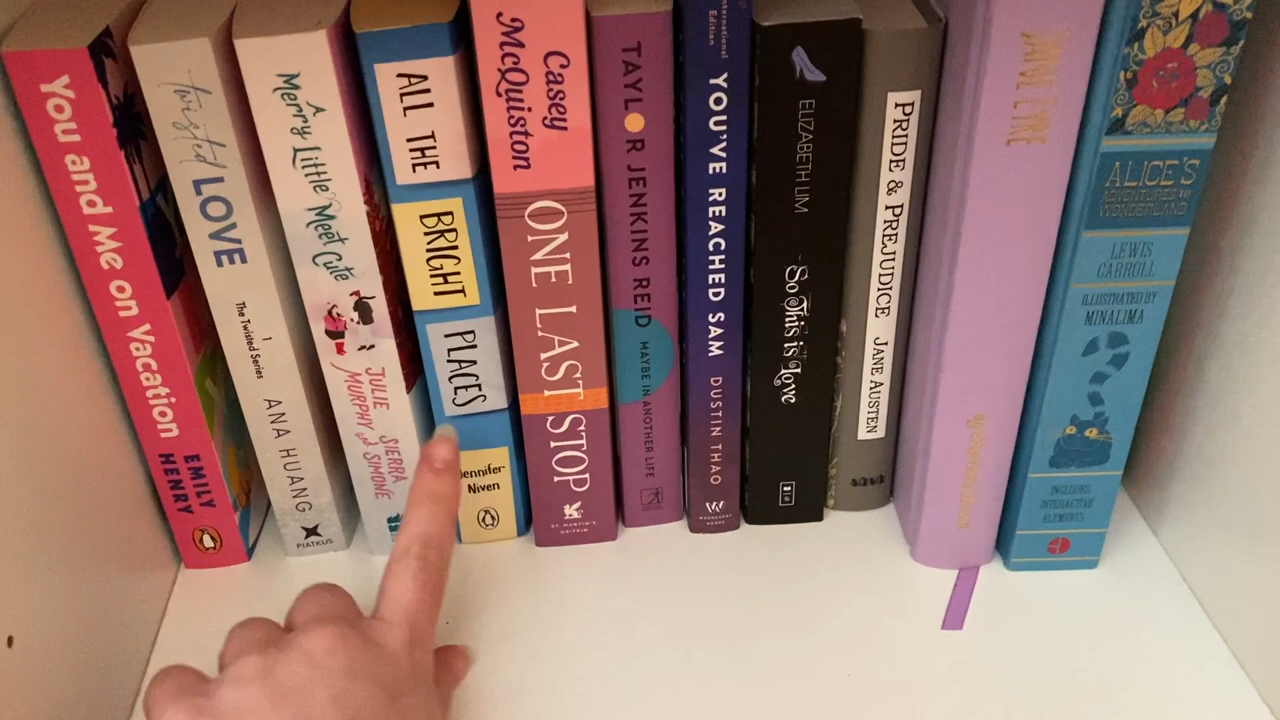 You and Me on Vacation
EMILY
HENRY
twisted LOVE
1
The Twisted Series
ANA HUANG
PIATKUS
A
Merry Little Meet Cute
JULIE
MURPHY and
SIERRA
SIMONE
ALL THE
BRIGHT
PLACES
Jennifer
Niven
Casey
McQuiston
ONE LAST STOP
ST. MARTIN'S
GRIFFIN
TAYLOR JENKINS REID
MAYBE IN ANOTHER LIFE
International
Edition
YOU'VE REACHED SAM
DUSTIN THAO
W
WEDNESDAY
BOOKS
ELIZABETH LIM
So This is Love
PRIDE & PREJUDICE JANE AUSTEN
JANE EYRE
ALICE'S
ADVENTURES IN
WONDERLAND
LEWIS
CARROLL
ILLUSTRATED BY
MINALIMA
INCLUDES
INTERACTIVE
ELEMENTS